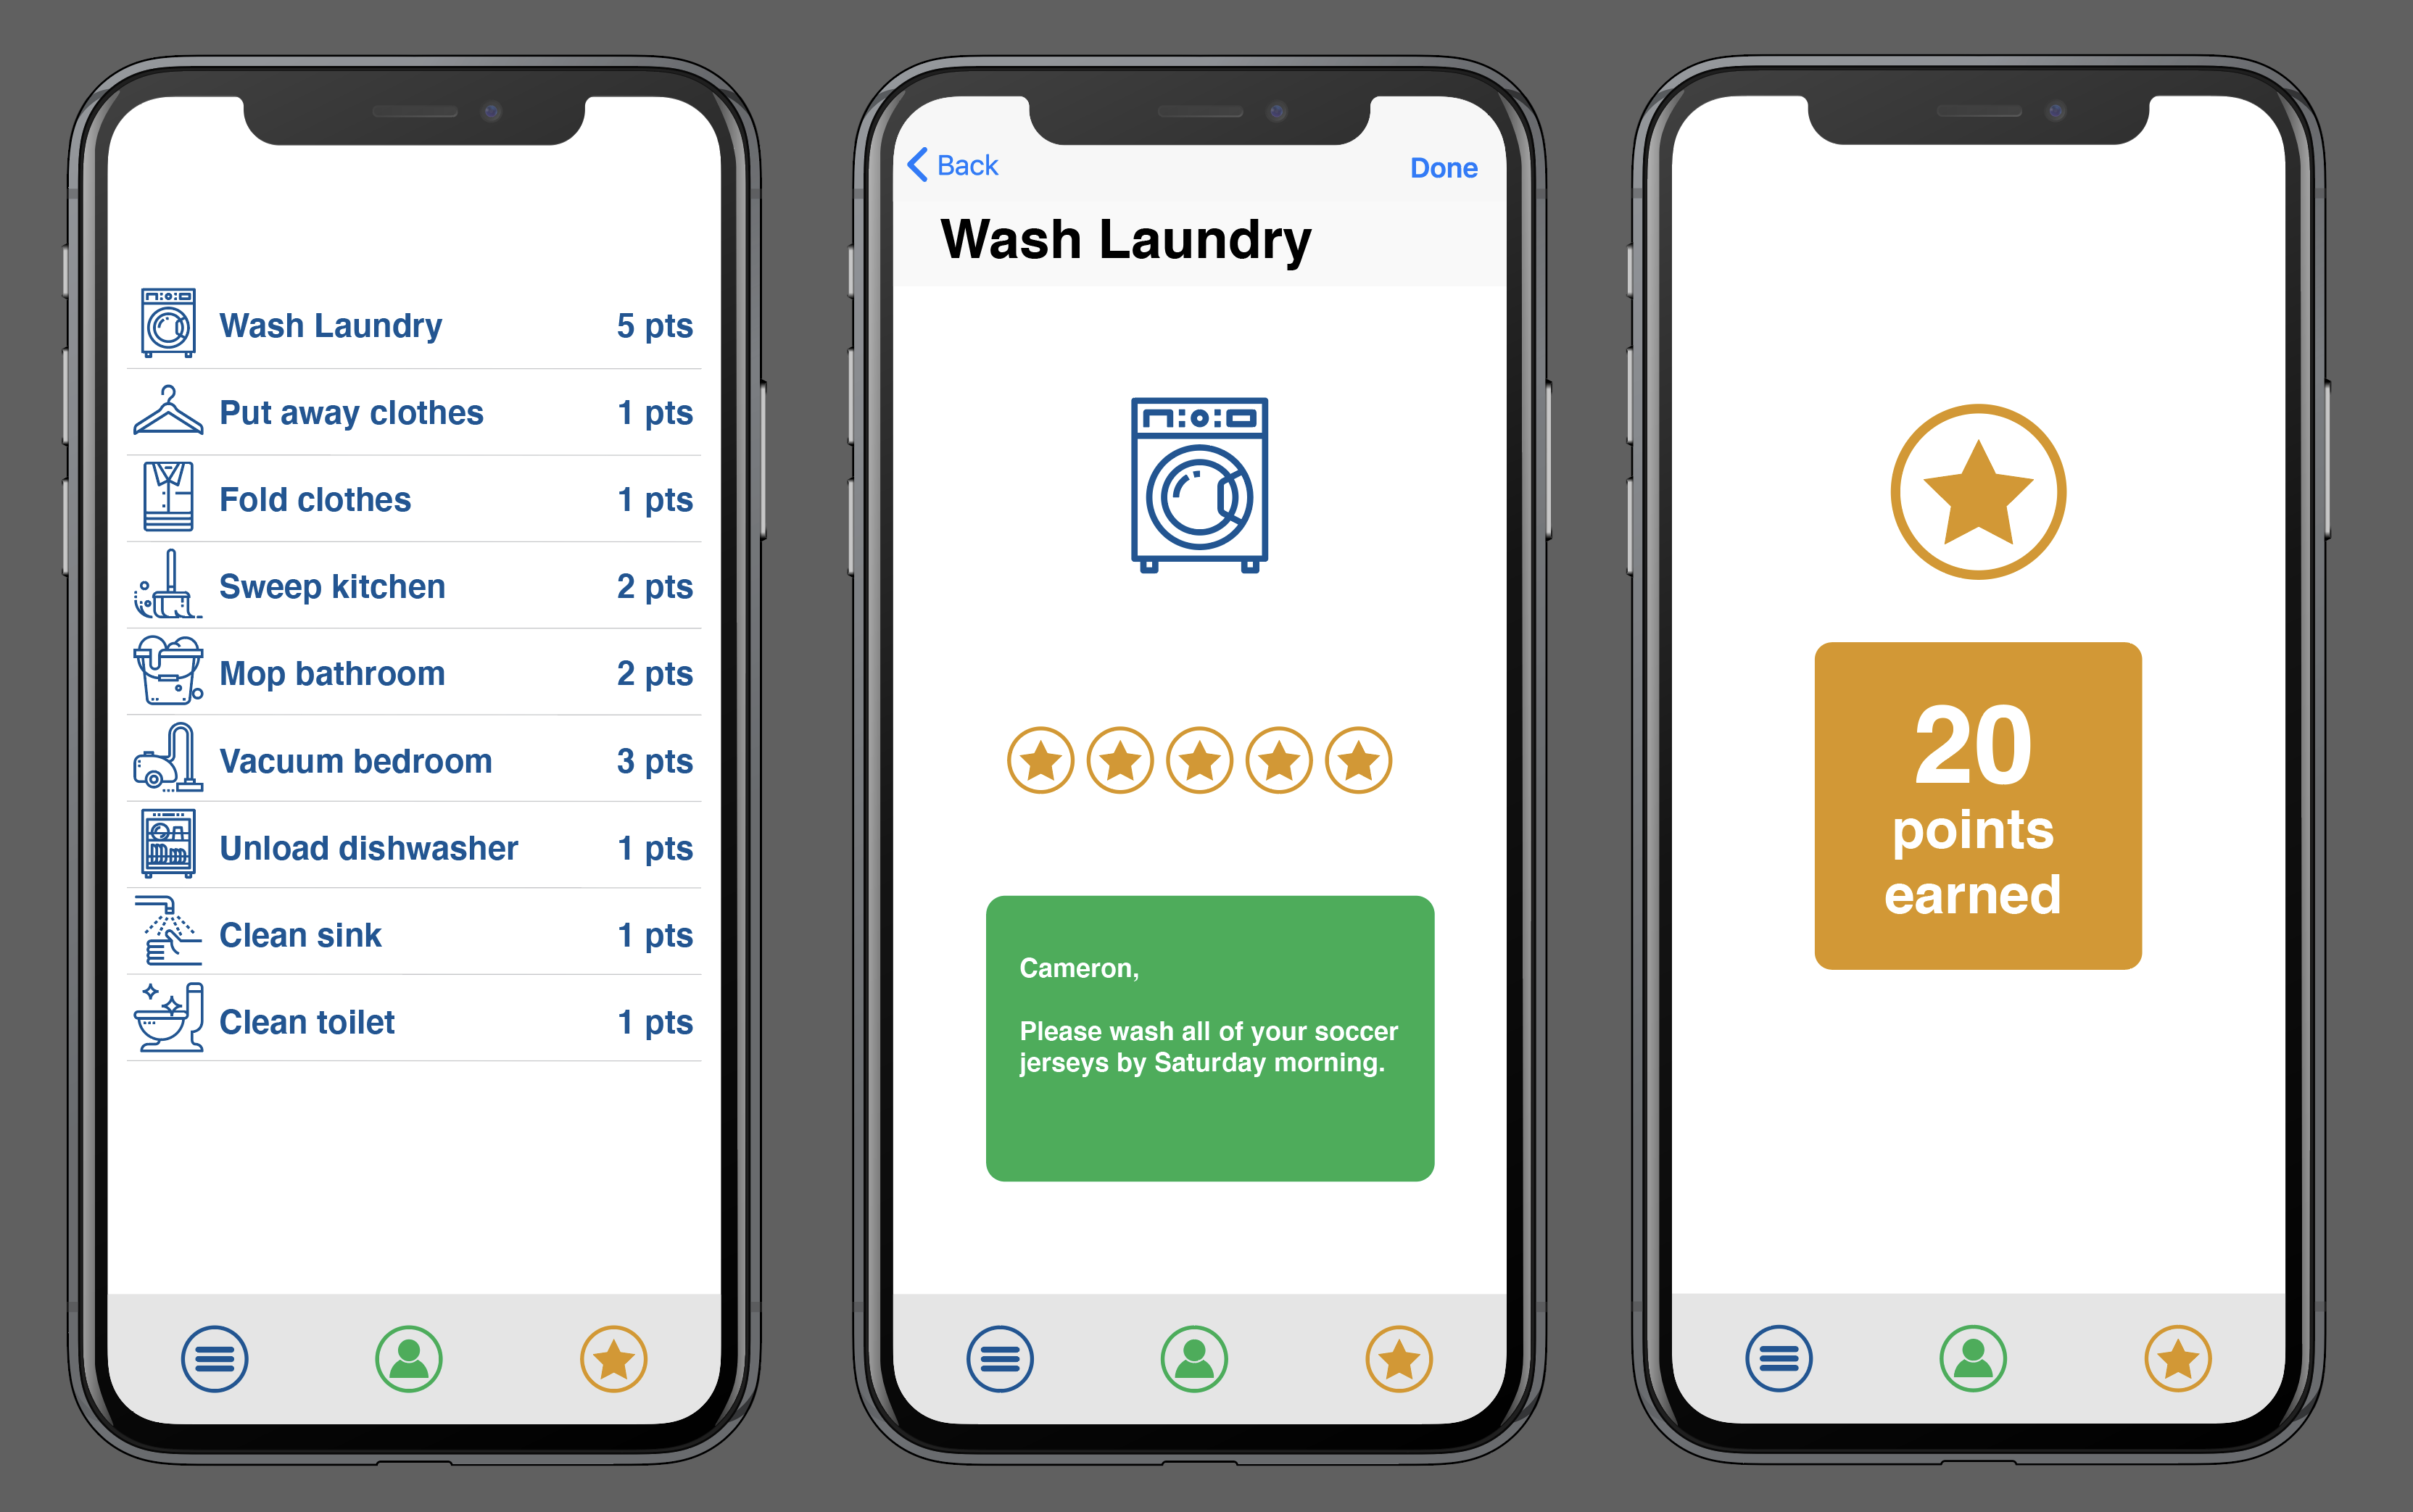 Wash Laundry 5 pts
Put away clothes 1 pts
Fold clothes 1 pts
Sweep kitchen 2 pts
Mop bathroom 2 pts
Vacuum bedroom 3 pts
Unload dishwasher 1 pts
Clean sink 1 pts
Clean toilet 1 pts
Back Done
Wash Laundry
Cameron,
Please wash all of your soccer
jerseys by Saturday morning.
20
points
earned